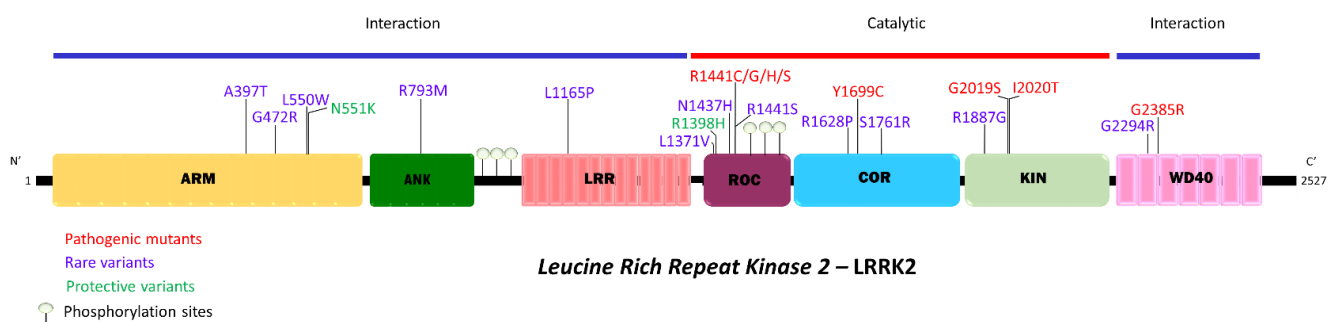 Interaction
Catalytic
Interaction
R1441C/G/H/S
A397T
L550W
N551K
R793M
L1165P
N1437H
R1441S
Y1699C
G2019S
I2020T
G472R
R1398H
L1371V
R1628P
S1761R
R1887G
G2385R
G2294R
N'
1
ARM
ANK
LRR
ROC
COR
KIN
WD40
C'
2527
Pathogenic mutants
Rare variants
Protective variants
Phosphorylation sites
Leucine Rich Repeat Kinase 2 – LRRK2